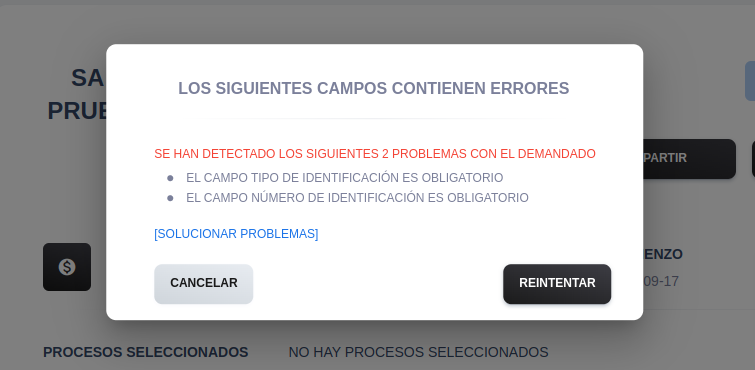 LOS SIGUIENTES CAMPOS CONTIENEN ERRORES
SA
PRUE
SE HAN DETECTADO LOS SIGUIENTES 2 PROBLEMAS CON EL DEMANDADO
PARTIR
EL CAMPO TIPO DE IDENTIFICACIÓN ES OBLIGATORIO
EL CAMPO NÚMERO DE IDENTIFICACIÓN ES OBLIGATORIO
[SOLUCIONAR PROBLEMAS]
ENZO
09-17
CANCELAR
REINTENTAR
PROCESOS SELECCIONADOS NO HAY PROCESOS SELECCIONADOS